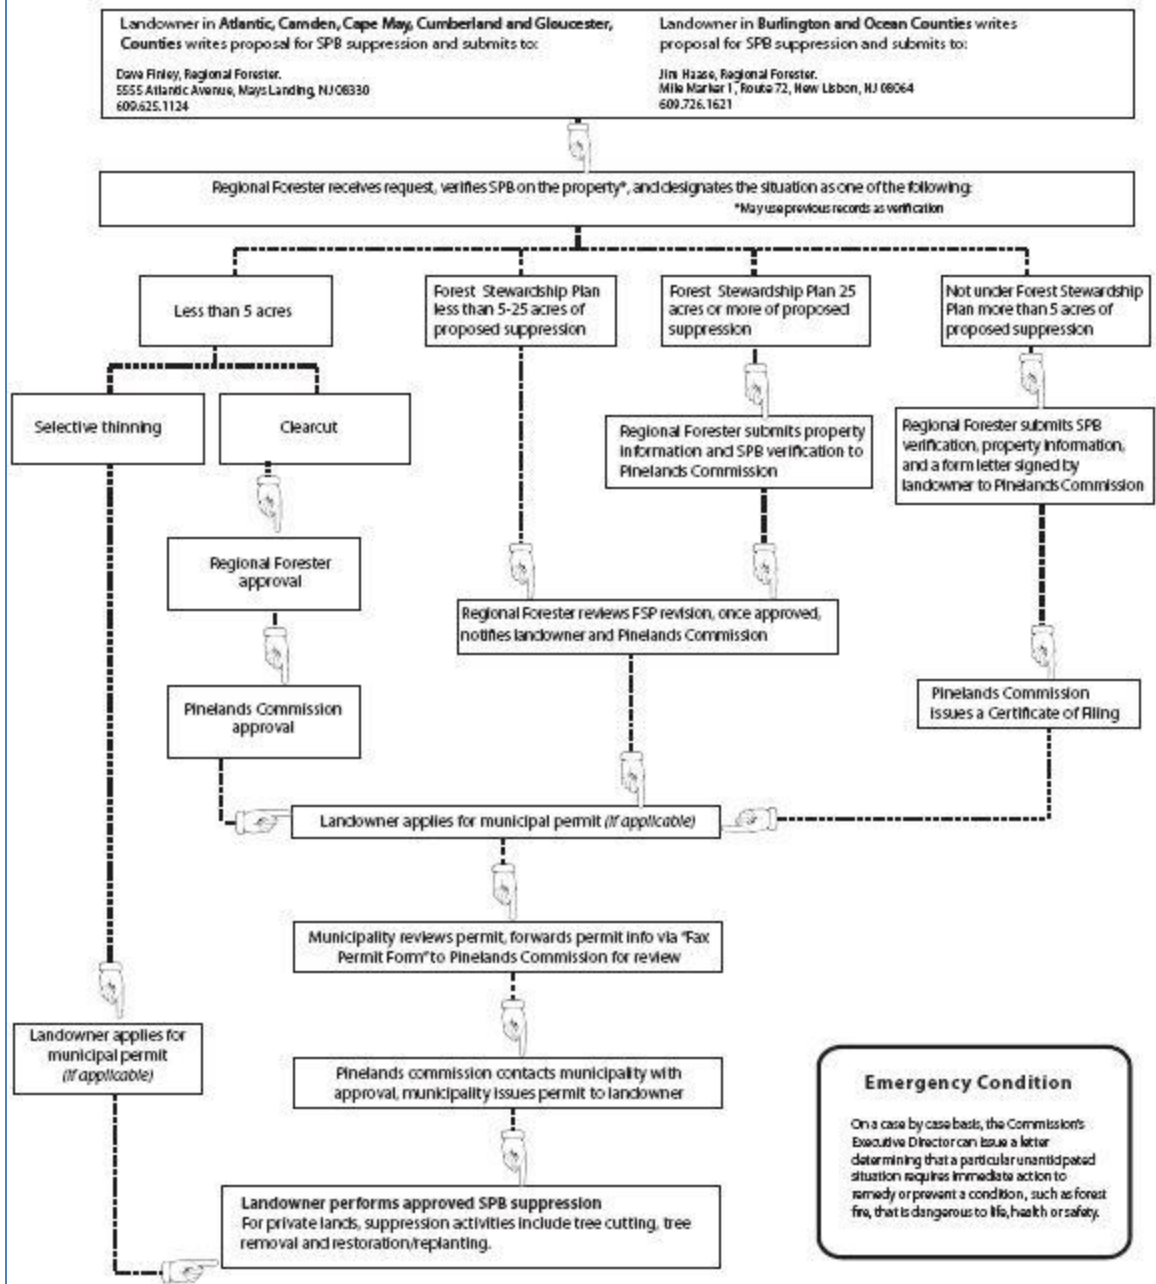 Landowner in Atlantic, Camden, Cape May, Cumberland and Gloucester,
Counties writes proposal for SPB suppression and submits to:
Dave Finley, Regional Forester.
5555 Atlantic Avenue, Mays Landing, NJ 08330
609.625.1124
Landowner in Burlington and Ocean Counties writes
proposal for SPB suppression and submits to:
Jim Haase, Regional Forester.
Mile Marker 1, Route 72, New Lisbon, NJ 08064
609.726.1621
Regional Forester receives request, verifies SPB on the property*, and designates the situation as one of the following:
*May use previous records as verification
Less than 5 acres
Forest Stewardship Plan
less than 5-25 acres of
proposed suppression
Forest Stewardship Plan 25
acres or more of proposed
suppression
Not under Forest Stewardship
Plan more than 5 acres of
proposed suppression
Selective thinning
Clearcut
Regional Forester submits property
information and SPB verification to
Pinelands Commission
Regional Forester submits SPB
verification, property information,
and a form letter signed by
landowner to Pinelands Commission
Regional Forester
approval
Regional Forester reviews FSP revision, once approved,
notifies landowner and Pinelands Commission
Pinelands Commission
approval
Pinelands Commission
issues a Certificate of Filing
Landowner applies for municipal permit (if applicable)
Municipality reviews permit, forwards permit info via "Fax
Permit Form" to Pinelands Commission for review
Landowner applies for
municipal permit
(if applicable)
Pinelands commission contacts municipality with
approval, municipality issues permit to landowner
Landowner performs approved SPB suppression
For private lands, suppression activities include tree cutting, tree
removal and restoration/replanting.
Emergency Condition
On a case by case basis, the Commission's
Executive Director can issue a letter
determining that a particular unanticipated
situation requires immediate action to
remedy or prevent a condition, such as forest
fire, that is dangerous to life, health or safety.